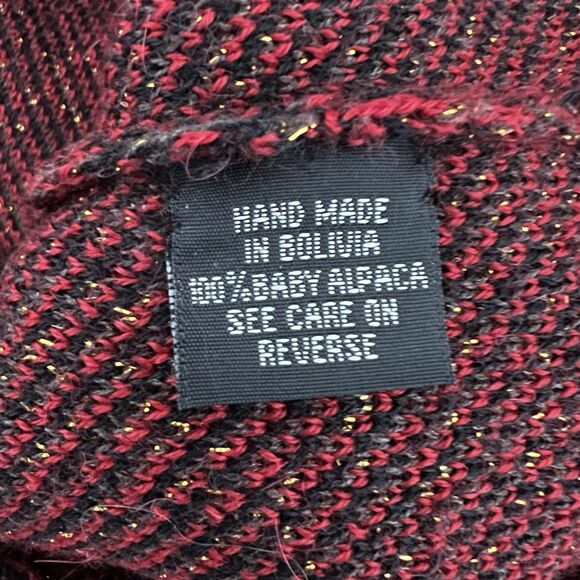 HAND MADE
IN BOLIVIA
100%BABY ALPACA
SEE CARE ON
REVERSE